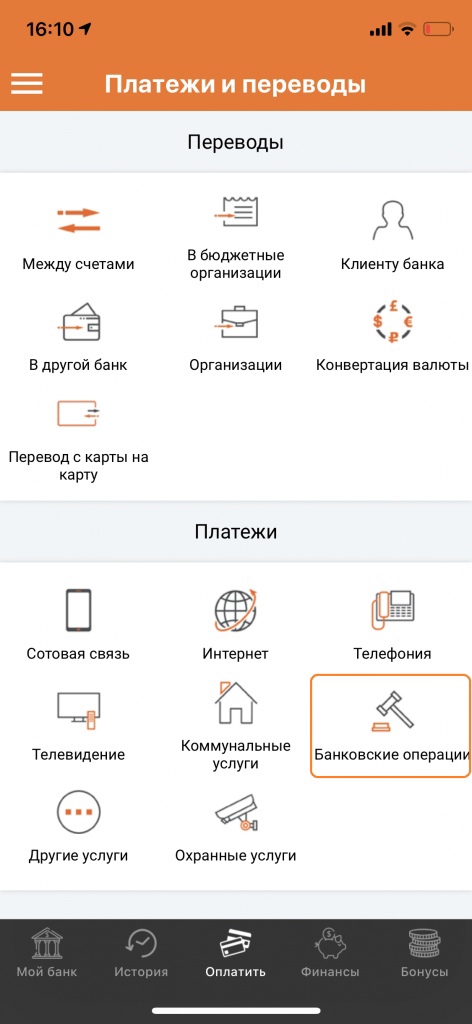 16:10
Платежи и переводы
Переводы
Между счетами
В бюджетные
организации
Клиенту банка
В другой банк
Организации
Конвертация валюты
Перевод с карты на
карту
Платежи
Сотовая связь
Интернет
Телефония
Телевидение
Коммунальные
услуги
Банковские операции
Другие услуги
Охранные услуги
Мой банк
История
Оплатить
Финансы
Бонусы